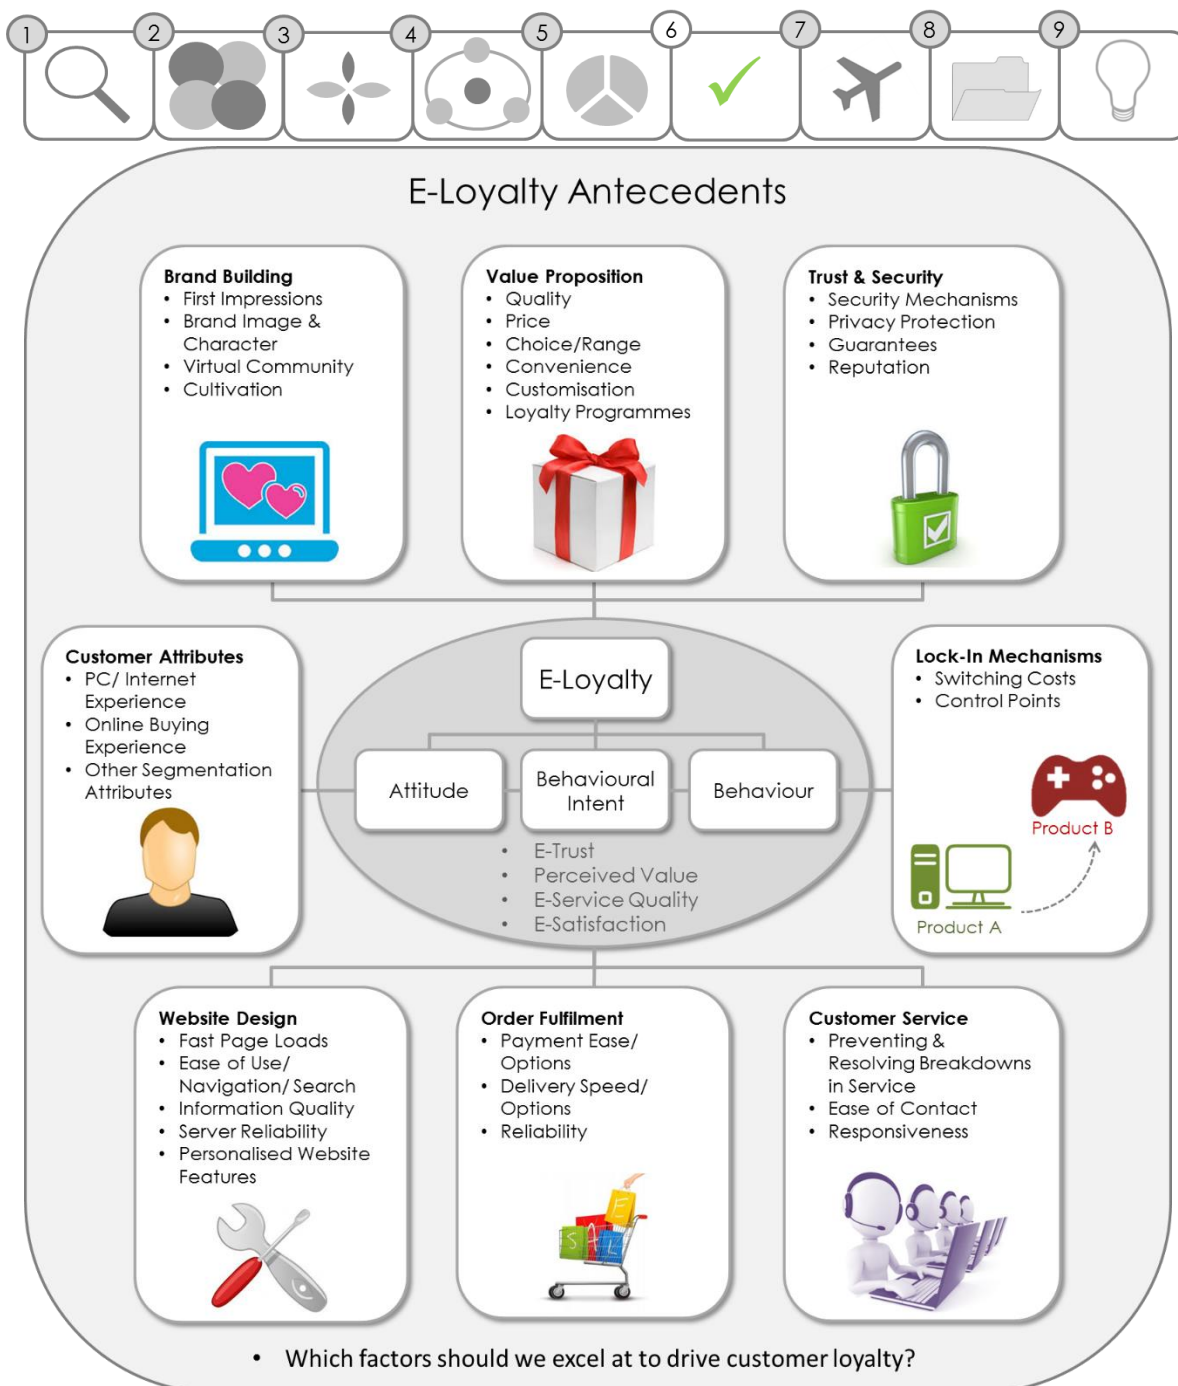 1 2 3 4 5 6 7 8 9
E-Loyalty Antecedents
Brand Building
• First Impressions
• Brand Image &
Character
• Virtual Community
• Cultivation
Value Proposition
• Quality
• Price
• Choice/Range
• Convenience
• Customisation
• Loyalty Programmes
Trust & Security
• Security Mechanisms
• Privacy Protection
• Guarantees
• Reputation
Customer Attributes
• PC/ Internet
Experience
• Online Buying
Experience
• Other Segmentation
Attributes
E-Loyalty
Attitude
Behavioural
Intent
Behaviour
• E-Trust
• Perceived Value
• E-Service Quality
• E-Satisfaction
Lock-In Mechanisms
• Switching Costs
• Control Points
Product B
Product A
Website Design
• Fast Page Loads
• Ease of Use/
Navigation/ Search
• Information Quality
• Server Reliability
• Personalised Website
Features
Order Fulfilment
• Payment Ease/
Options
• Delivery Speed/
Options
• Reliability
S A L E
Customer Service
• Preventing &
Resolving Breakdowns
in Service
• Ease of Contact
• Responsiveness
• Which factors should we excel at to drive customer loyalty?